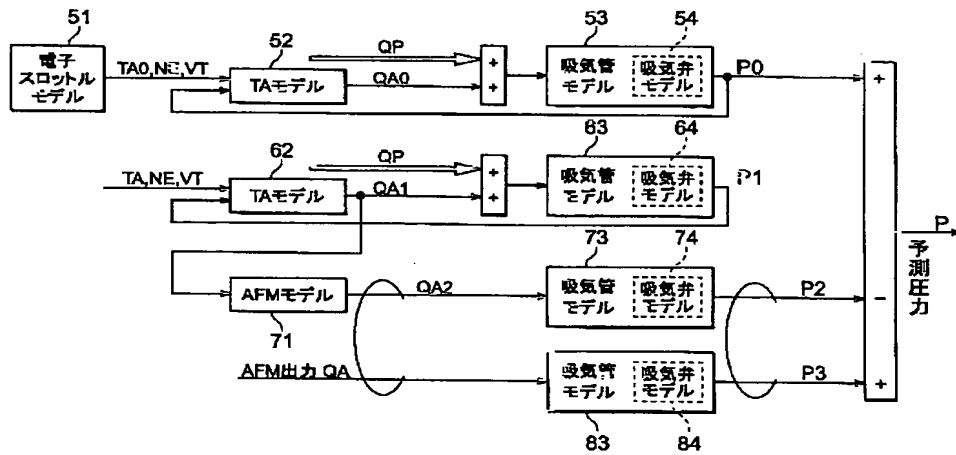 51
電子
スロットル
モデル
TA0,NE,VT
52
TAモデル
QP
QA0
+
+
53
54
吸気管
モデル
吸気弁
モデル
P0
+
62
TA,NE,VT
TAモデル
QP
QA1
+
+
63
64
吸気管
モデル
吸気弁
モデル
P1
P
予測圧力
AFMモデル
71
QA2
73
74
吸気管
モデル
吸気弁
モデル
P2
-
AFM出力 QA
吸気管
モデル
吸気弁
モデル
83
84
P3
+